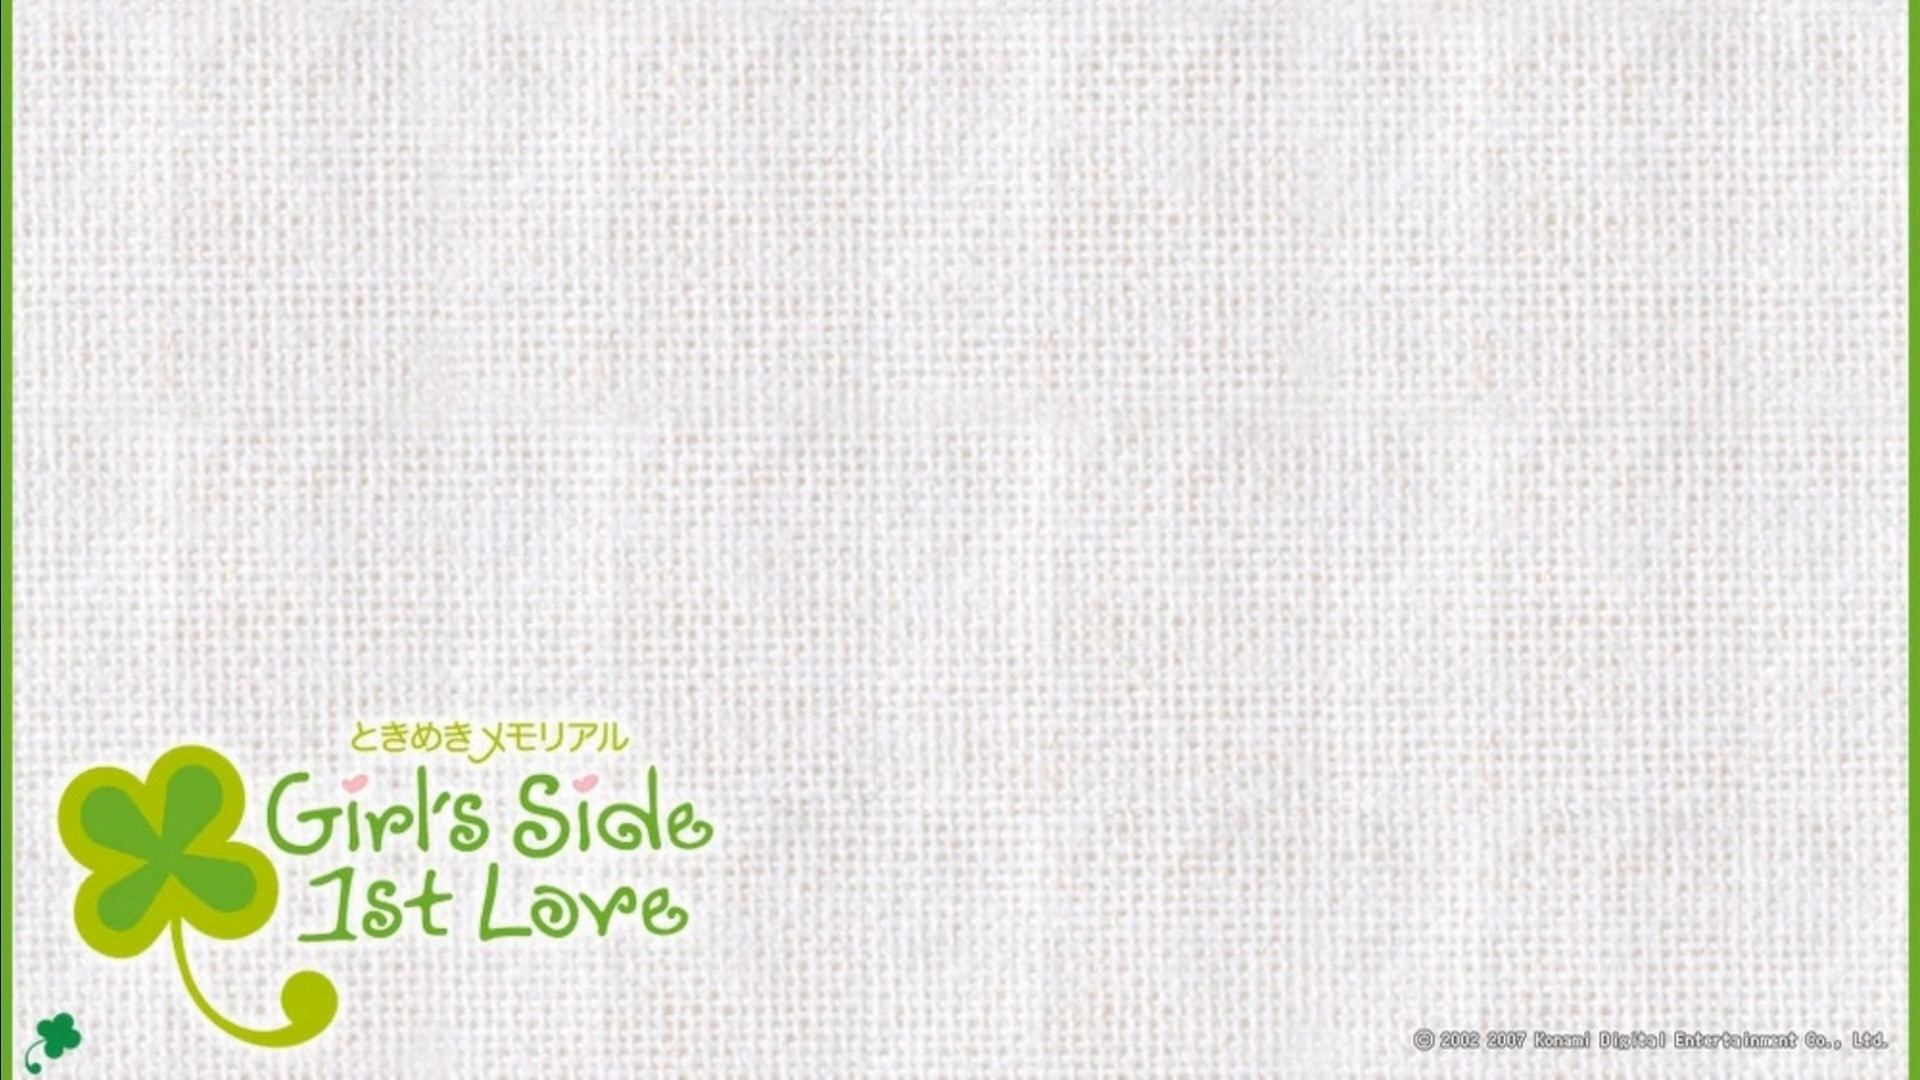 ときめきメモリアル
Girl's Side
1st Love
© 2002 2007 Konami Digital Entertainment Co., Ltd.